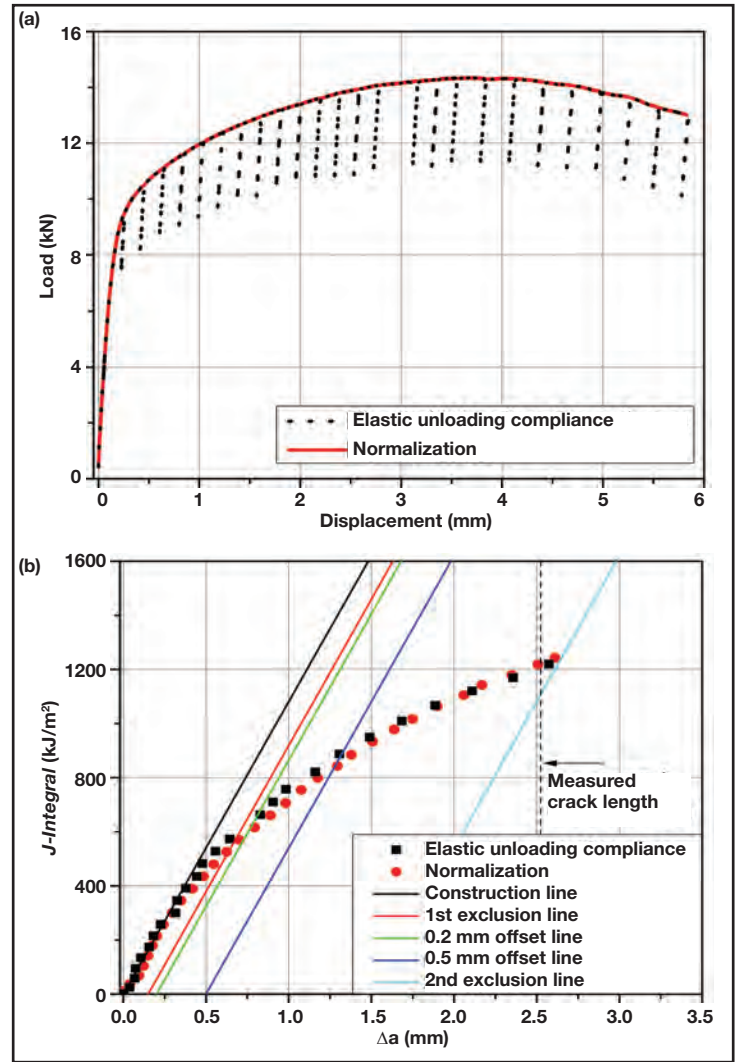 (a)
16
12
8
4
0
Load (kN)
Elastic unloading compliance
Normalization
0 1 2 3 4 5 6
Displacement (mm)
(b)
1600
1200
800
400
0
J-Integral (kJ/m²)
Measured
crack length
Elastic unloading compliance
Normalization
Construction line
1st exclusion line
0.2 mm offset line
0.5 mm offset line
2nd exclusion line
0.0 0.5 1.0 1.5 2.0 2.5 3.0 3.5
Δa (mm)